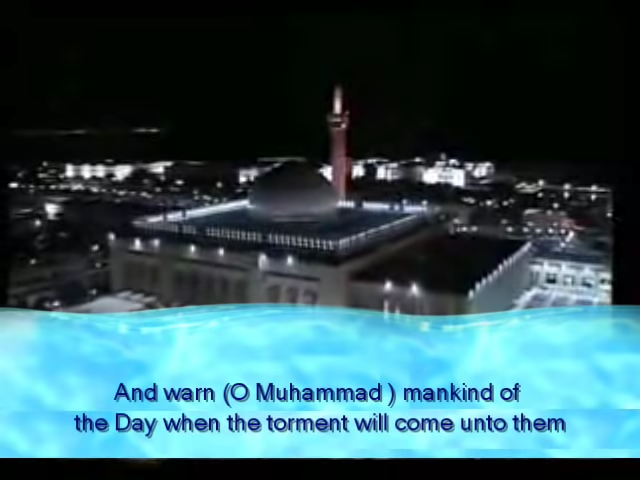 And warn (O Muhammad ) mankind of
the Day when the torment will come unto them